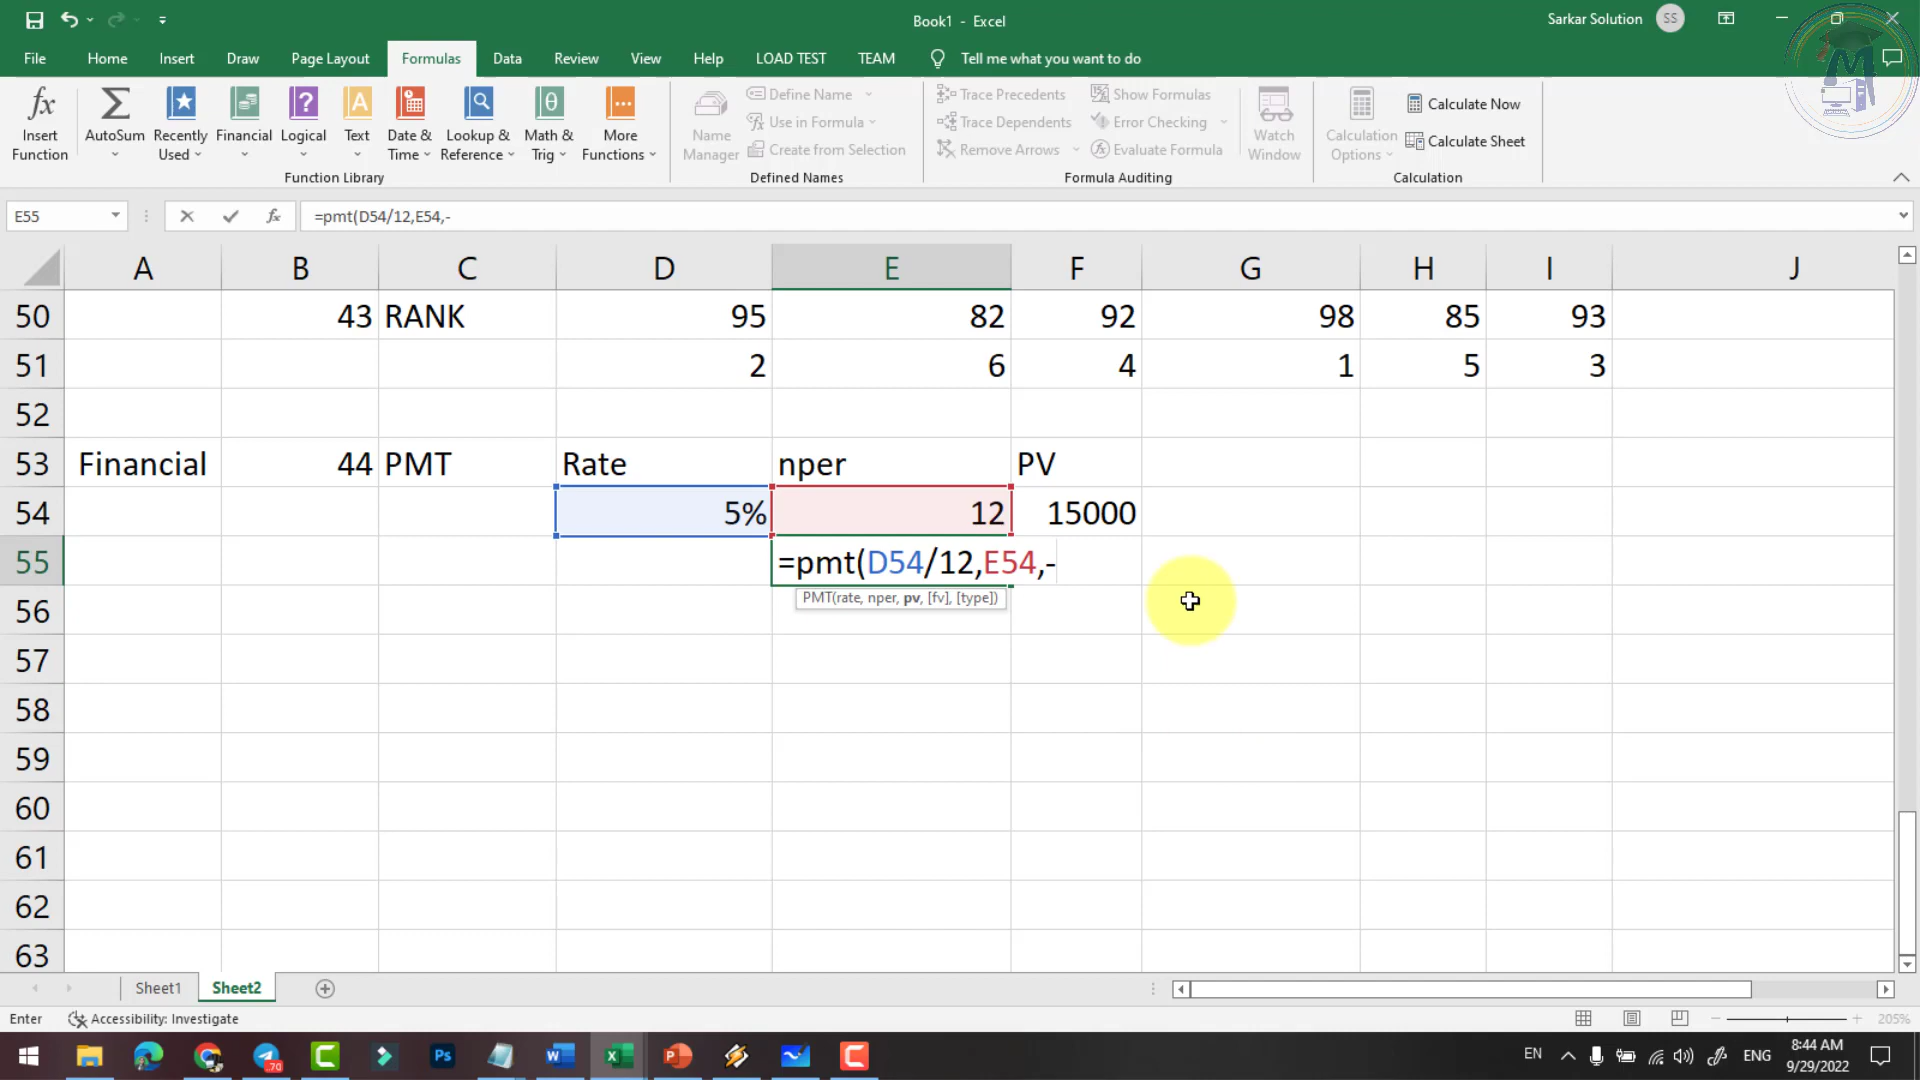 Book1 - Excel
Sarkar Solution
SS
File
Home
Insert
Draw
Page Layout
Formulas
Data
Review
View
Help
LOAD TEST
TEAM
Tell me what you want to do
Insert Function
AutoSum
Recently Used
Financial
Logical
Text
Date & Time
Lookup & Reference
Math & Trig
More Functions
Function Library
Name Manager
Define Name
Use in Formula
Create from Selection
Defined Names
Trace Precedents
Trace Dependents
Remove Arrows
Show Formulas
Error Checking
Evaluate Formula
Formula Auditing
Watch Window
Calculation Options
Calculate Now
Calculate Sheet
Calculation
E55
fx
=pmt(D54/12,E54,-
A B C D E F G H I J
50 43 RANK 95 82 92 98 85 93
51 2 6 4 1 5 3
52
53 Financial 44 PMT Rate nper PV
54 5% 12 15000
55 =pmt(D54/12,E54,-
PMT(rate, nper, pv, [fv], [type])
56
57
58
59
60
61
62
63
Sheet1
Sheet2
Enter
Accessibility: Investigate
205%
EN
ENG
8:44 AM
9/29/2022